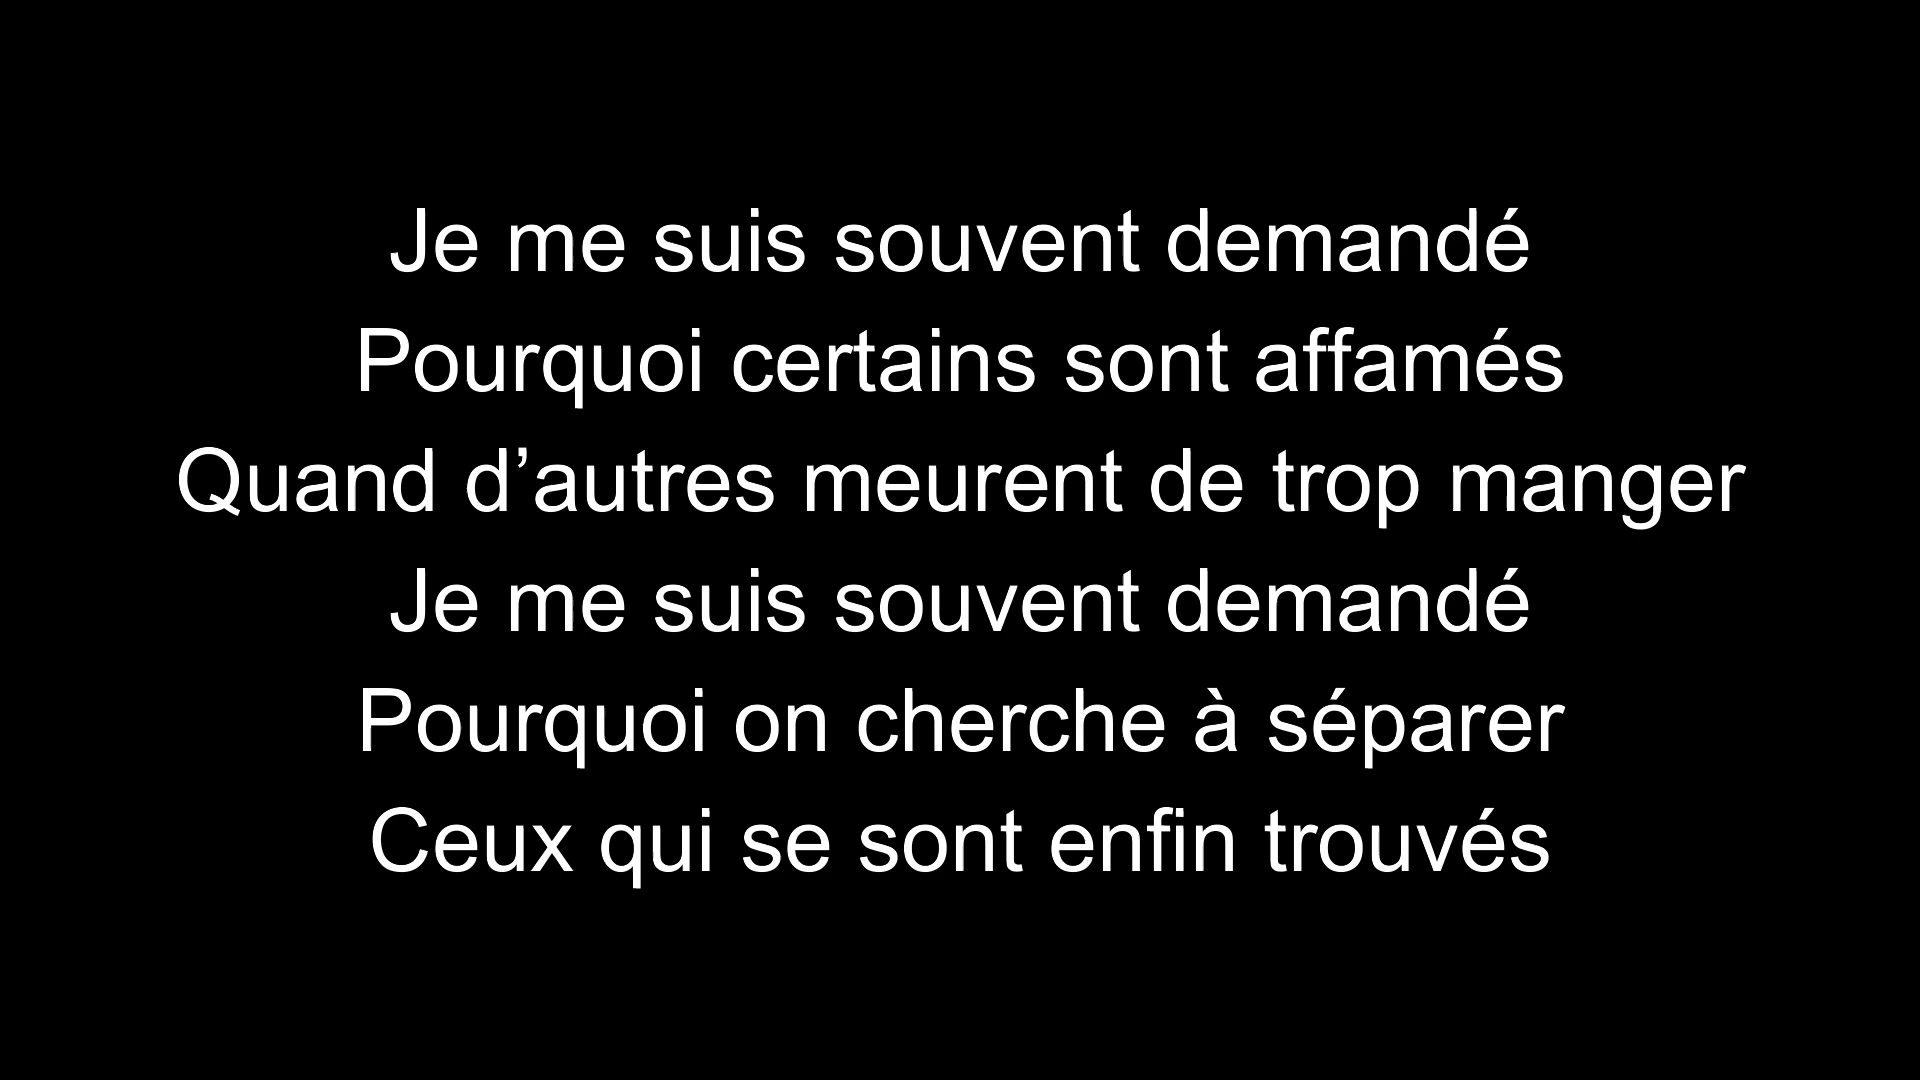 Je me suis souvent demandé
Pourquoi certains sont affamés
Quand d’autres meurent de trop manger
Je me suis souvent demandé
Pourquoi on cherche à séparer
Ceux qui se sont enfin trouvés